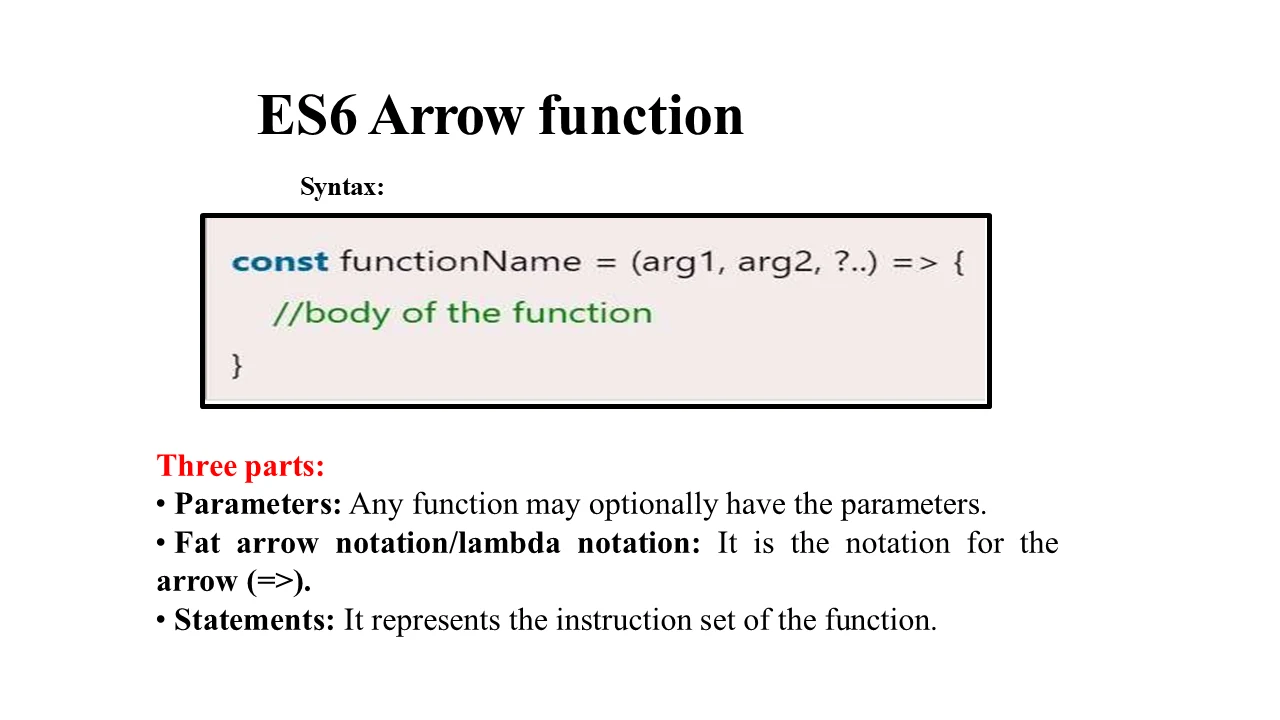 ES6 Arrow function
Syntax:
const functionName = (arg1, arg2, ?..) => {
//body of the function
}
Three parts:
• Parameters: Any function may optionally have the parameters.
• Fat arrow notation/lambda notation: It is the notation for the
arrow (=>).
• Statements: It represents the instruction set of the function.